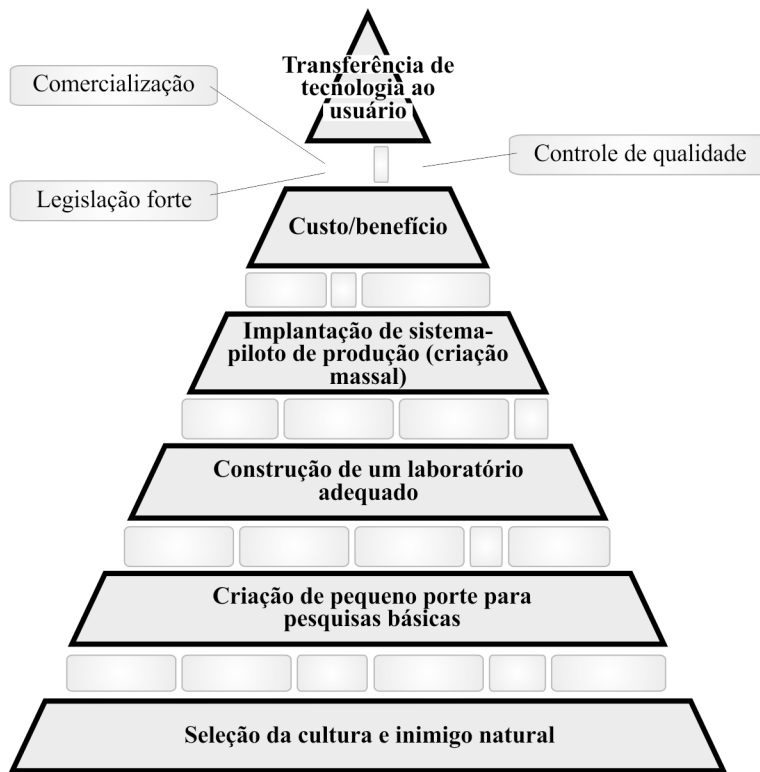 Transferência de
tecnologia ao
usuário
Comercialização
Controle de qualidade
Legislação forte
Custo/benefício
Implantação de sistema-
piloto de produção (criação
massal)
Construção de um laboratório
adequado
Criação de pequeno porte para
pesquisas básicas
Seleção da cultura e inimigo natural